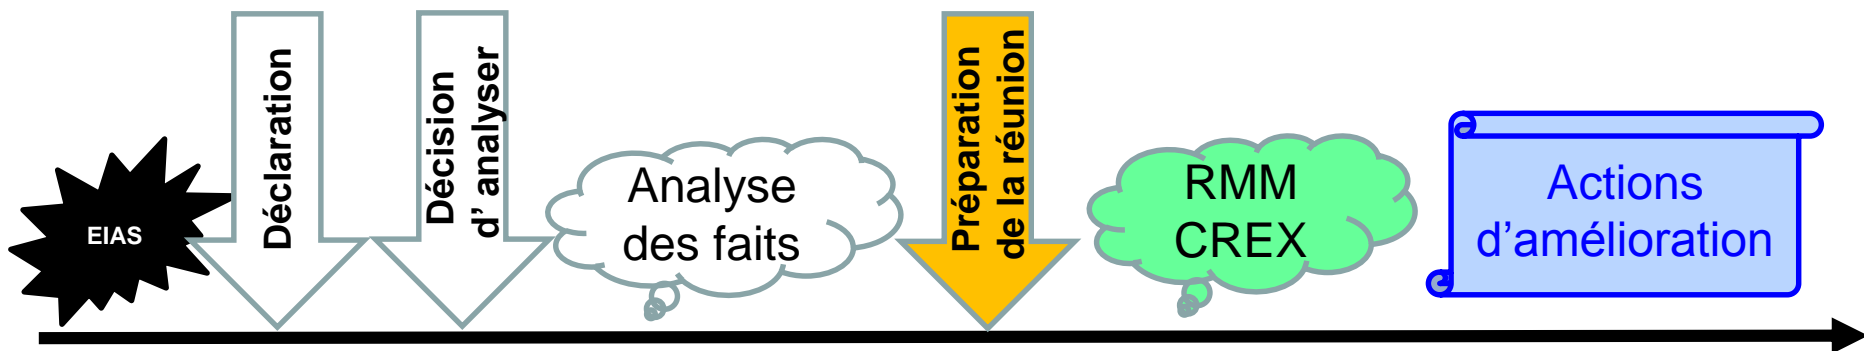 EIAS
Déclaration
Décision
d' analyser
Analyse
des faits
Préparation
de la réunion
RMM
CREX
Actions
d’amélioration